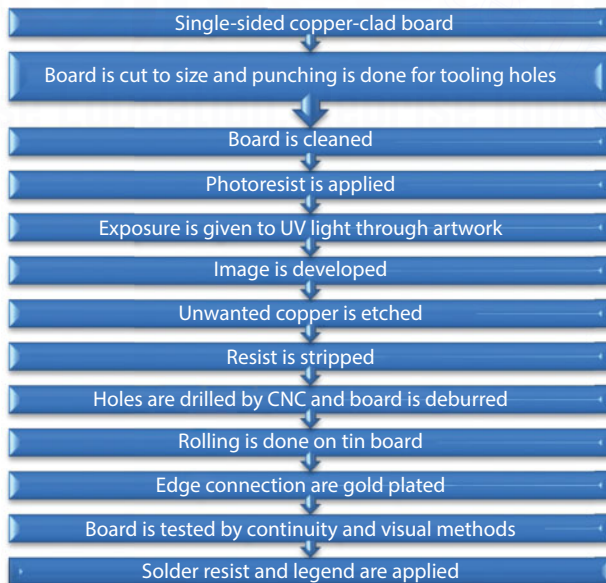 Single-sided copper-clad board
Board is cut to size and punching is done for tooling holes
Board is cleaned
Photoresist is applied
Exposure is given to UV light through artwork
Image is developed
Unwanted copper is etched
Resist is stripped
Holes are drilled by CNC and board is deburred
Rolling is done on tin board
Edge connection are gold plated
Board is tested by continuity and visual methods
Solder resist and legend are applied